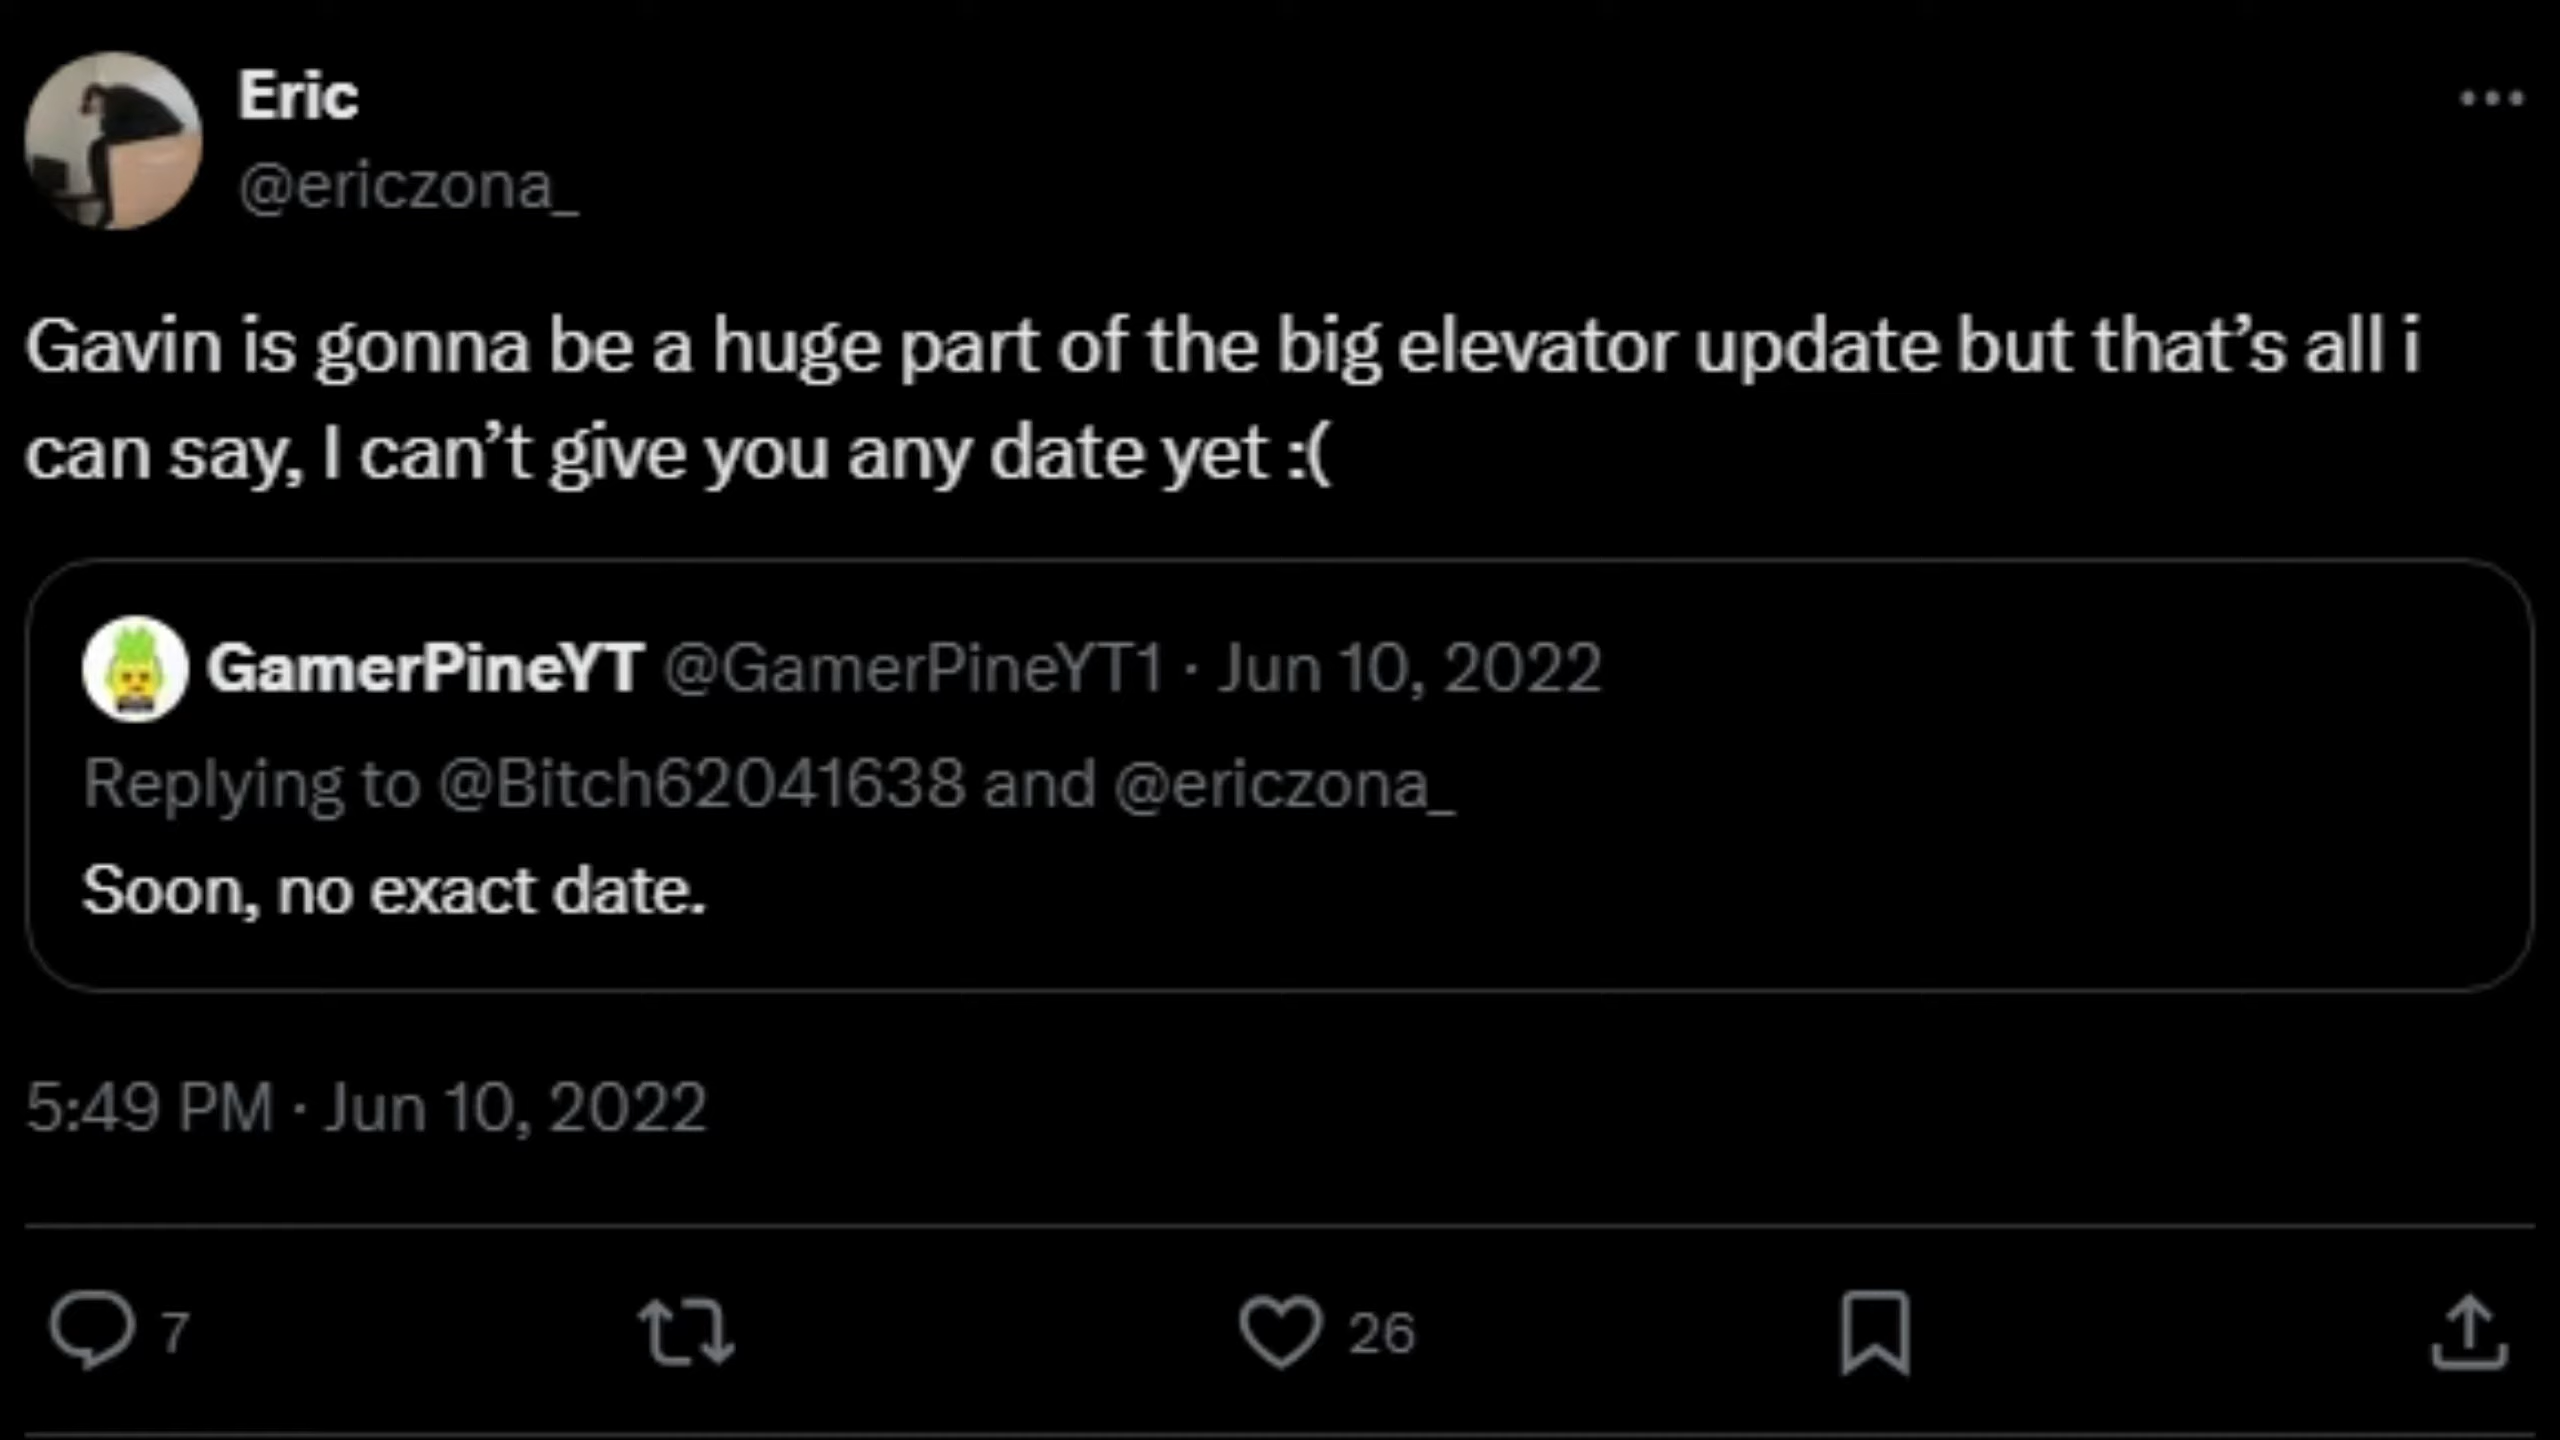 Eric
@ericzona_
Gavin is gonna be a huge part of the big elevator update but that’s all i
can say, I can’t give you any date yet :(
GamerPineYT @GamerPineYT1 · Jun 10, 2022
Replying to @Bitch62041638 and @ericzona_
Soon, no exact date.
5:49 PM · Jun 10, 2022
7 26